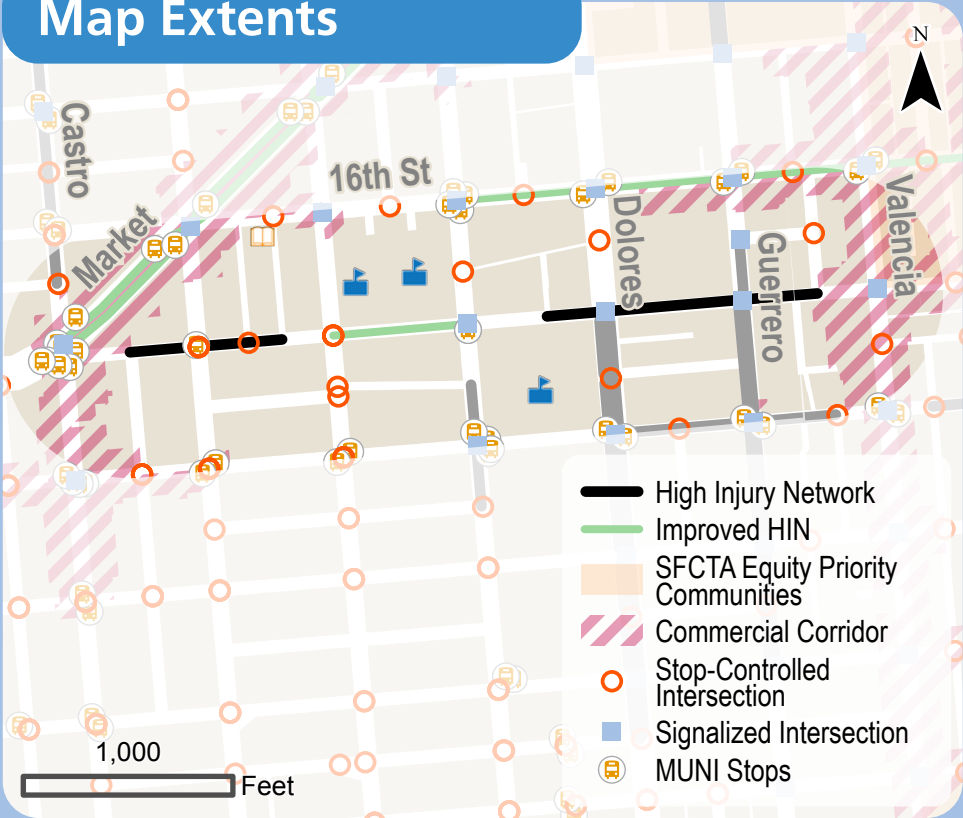 Map Extents
N
Castro
16th St
Market
Dolores
Guerrero
Valencia
High Injury Network
Improved HIN
SFCTA Equity Priority
Communities
Commercial Corridor
Stop-Controlled
Intersection
Signalized Intersection
MUNI Stops
1,000
Feet